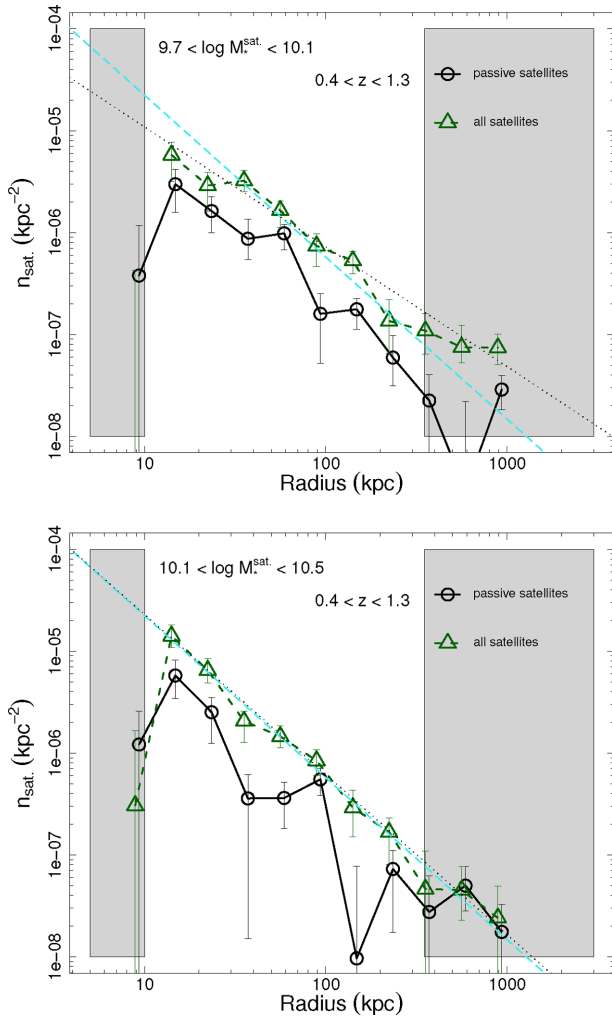 9.7 < log M*^sat. < 10.1
0.4 < z < 1.3
passive satellites
all satellites
1e−04
1e−05
1e−06
1e−07
1e−08
n_sat. (kpc^−2)
10
100
1000
Radius (kpc)
10.1 < log M*^sat. < 10.5
0.4 < z < 1.3
passive satellites
all satellites
1e−04
1e−05
1e−06
1e−07
1e−08
n_sat. (kpc^−2)
10
100
1000
Radius (kpc)